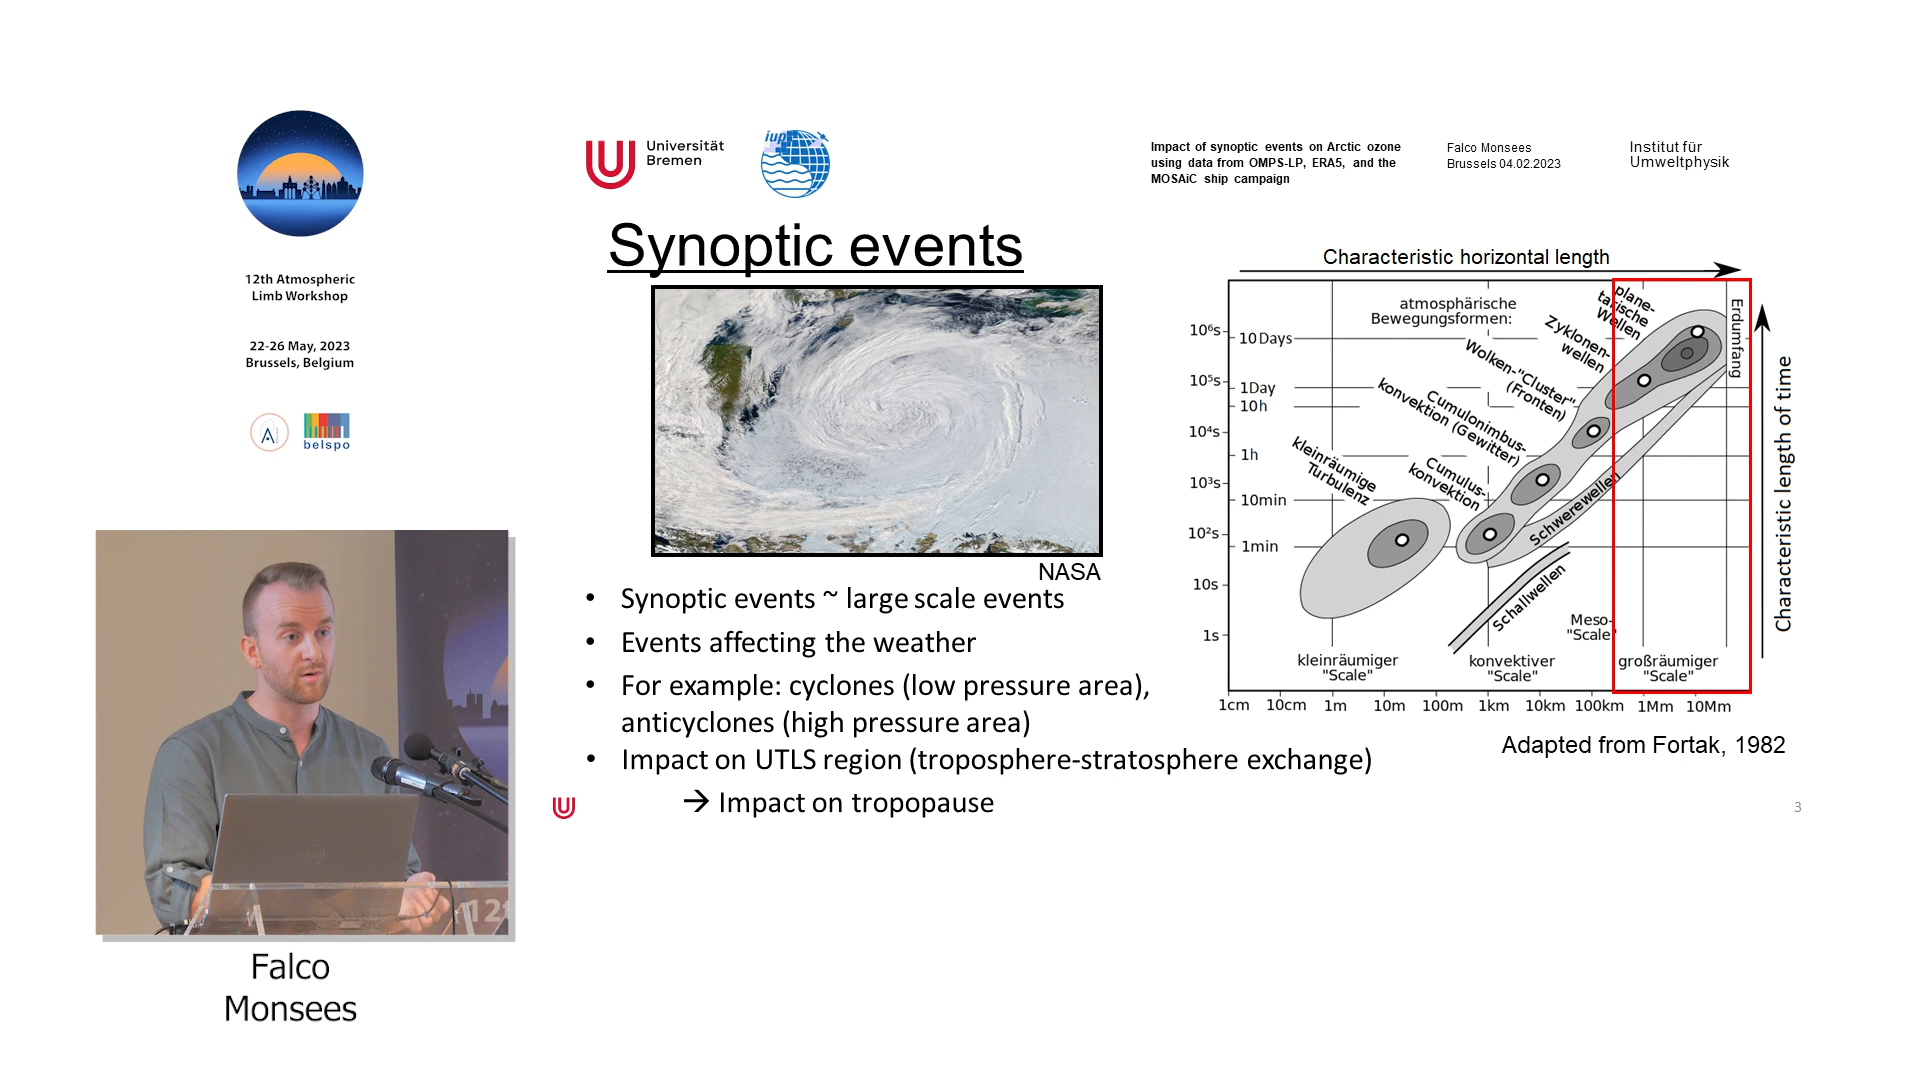 12th Atmospheric
Limb Workshop
22-26 May, 2023
Brussels, Belgium
belspo
Falco
Monsees
Universität
Bremen
iup
Impact of synoptic events on Arctic ozone
using data from OMPS-LP, ERA5, and the
MOSAiC ship campaign
Falco Monsees
Brussels 04.02.2023
Institut für
Umweltphysik
Synoptic events
NASA
• Synoptic events ~ large scale events
• Events affecting the weather
• For example: cyclones (low pressure area),
anticyclones (high pressure area)
• Impact on UTLS region (troposphere-stratosphere exchange)
→ Impact on tropopause
Characteristic horizontal length
atmosphärische
Bewegungsformen:
plane-
tarische
Wellen
Zyklonen-
wellen
Wolken-"Cluster"
(Fronten)
Cumulonimbus-
konvektion (Gewitter)
Cumulus-
konvektion
kleinräumige
Turbulenz
Schwerewellen
Schallwellen
Erdumfang
10⁶s
10 Days
10⁵s
1Day
10h
10⁴s
1h
10³s
10min
10²s
1min
10s
1s
Meso-
"Scale"
kleinräumiger
"Scale"
konvektiver
"Scale"
großräumiger
"Scale"
1cm 10cm 1m 10m 100m 1km 10km 100km 1Mm 10Mm
Characteristic length of time
Adapted from Fortak, 1982
3
12t